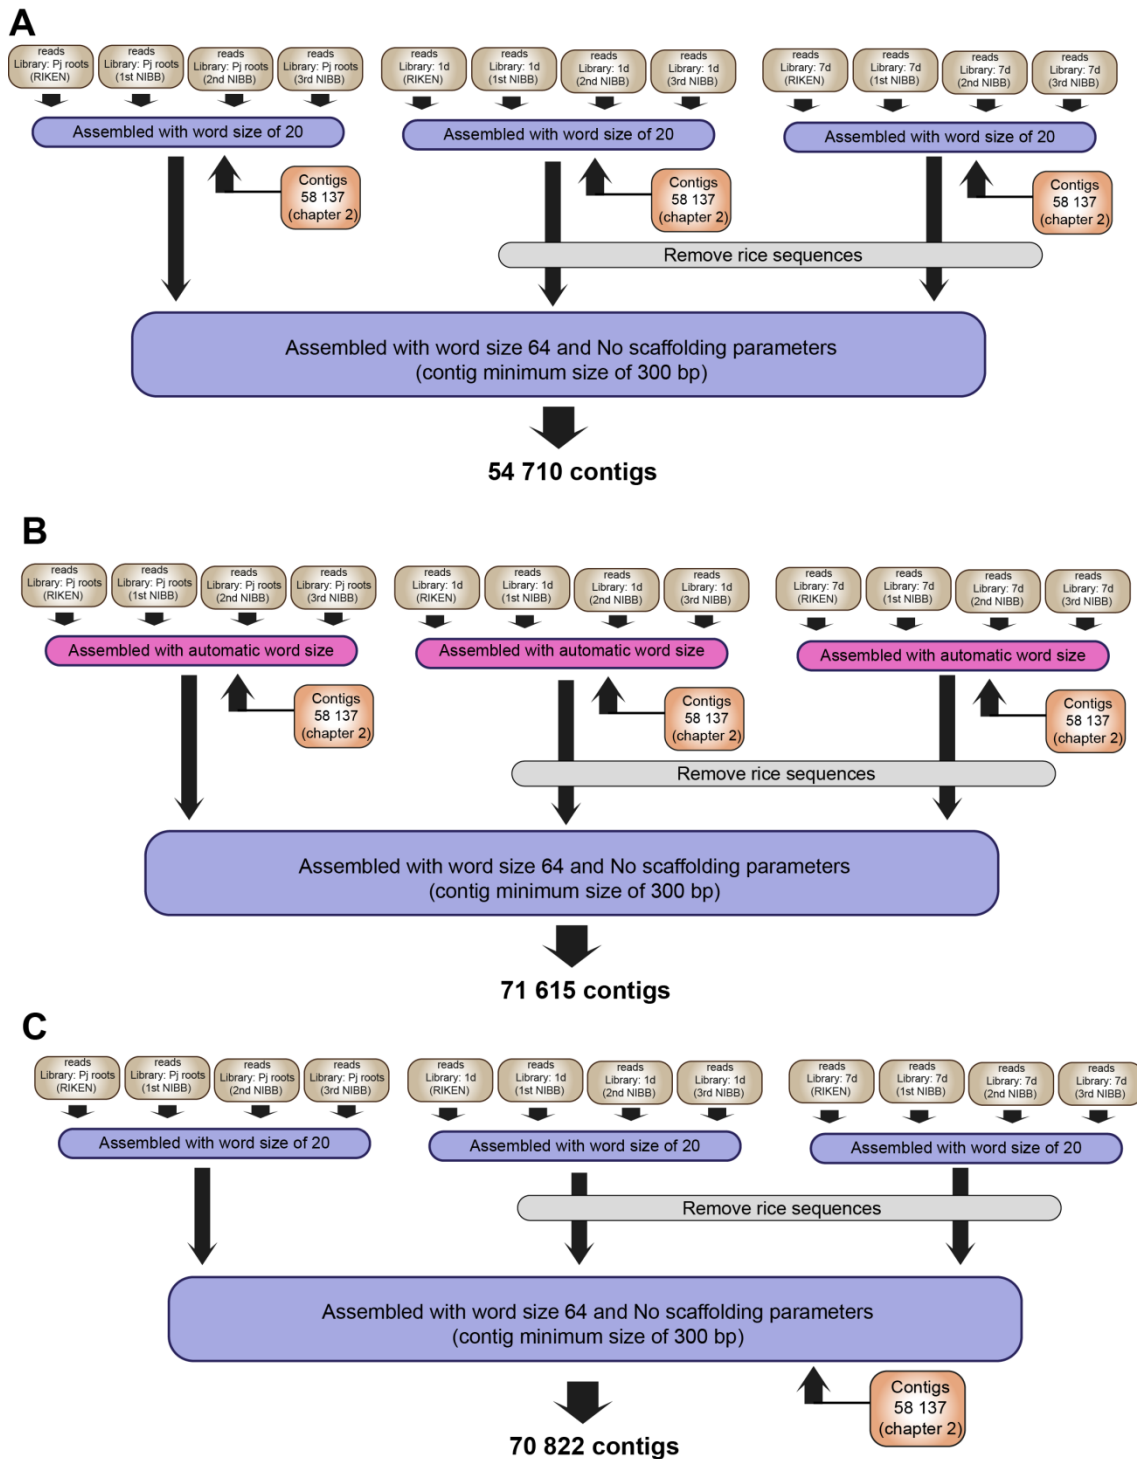 A
reads
Library: Pj roots
(RIKEN)
reads
Library: Pj roots
(1st NIBB)
reads
Library: Pj roots
(2nd NIBB)
reads
Library: Pj roots
(3rd NIBB)
reads
Library: 1d
(RIKEN)
reads
Library: 1d
(1st NIBB)
reads
Library: 1d
(2nd NIBB)
reads
Library: 1d
(3rd NIBB)
reads
Library: 7d
(RIKEN)
reads
Library: 7d
(1st NIBB)
reads
Library: 7d
(2nd NIBB)
reads
Library: 7d
(3rd NIBB)
Assembled with word size of 20
Assembled with word size of 20
Assembled with word size of 20
Contigs
58 137
(chapter 2)
Contigs
58 137
(chapter 2)
Contigs
58 137
(chapter 2)
Remove rice sequences
Assembled with word size 64 and No scaffolding parameters
(contig minimum size of 300 bp)
54 710 contigs
B
reads
Library: Pj roots
(RIKEN)
reads
Library: Pj roots
(1st NIBB)
reads
Library: Pj roots
(2nd NIBB)
reads
Library: Pj roots
(3rd NIBB)
reads
Library: 1d
(RIKEN)
reads
Library: 1d
(1st NIBB)
reads
Library: 1d
(2nd NIBB)
reads
Library: 1d
(3rd NIBB)
reads
Library: 7d
(RIKEN)
reads
Library: 7d
(1st NIBB)
reads
Library: 7d
(2nd NIBB)
reads
Library: 7d
(3rd NIBB)
Assembled with automatic word size
Assembled with automatic word size
Assembled with automatic word size
Contigs
58 137
(chapter 2)
Contigs
58 137
(chapter 2)
Contigs
58 137
(chapter 2)
Remove rice sequences
Assembled with word size 64 and No scaffolding parameters
(contig minimum size of 300 bp)
71 615 contigs
C
reads
Library: Pj roots
(RIKEN)
reads
Library: Pj roots
(1st NIBB)
reads
Library: Pj roots
(2nd NIBB)
reads
Library: Pj roots
(3rd NIBB)
reads
Library: 1d
(RIKEN)
reads
Library: 1d
(1st NIBB)
reads
Library: 1d
(2nd NIBB)
reads
Library: 1d
(3rd NIBB)
reads
Library: 7d
(RIKEN)
reads
Library: 7d
(1st NIBB)
reads
Library: 7d
(2nd NIBB)
reads
Library: 7d
(3rd NIBB)
Assembled with word size of 20
Assembled with word size of 20
Assembled with word size of 20
Remove rice sequences
Assembled with word size 64 and No scaffolding parameters
(contig minimum size of 300 bp)
Contigs
58 137
(chapter 2)
70 822 contigs